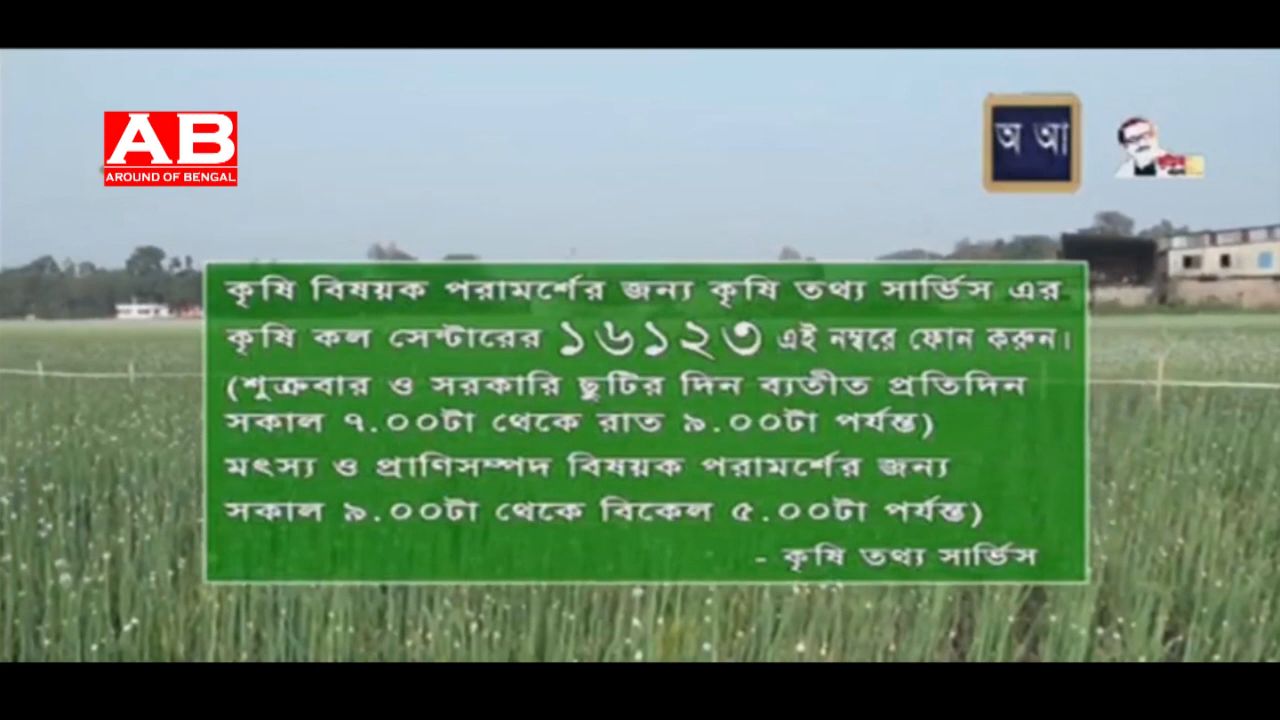 AB
AROUND OF BENGAL
অ আ
কৃষি বিষয়ক পরামর্শের জন্য কৃষি তথ্য সার্ভিস এর
কৃষি কল সেন্টারের ১৬১২৩ এই নম্বরে ফোন করুন।
(শুক্রবার ও সরকারি ছুটির দিন ব্যতীত প্রতিদিন
সকাল ৭.০০টা থেকে রাত ৯.০০টা পর্যন্ত)
মৎস্য ও প্রাণিসম্পদ বিষয়ক পরামর্শের জন্য
সকাল ৯.০০টা থেকে বিকেল ৫.০০টা পর্যন্ত)
- কৃষি তথ্য সার্ভিস